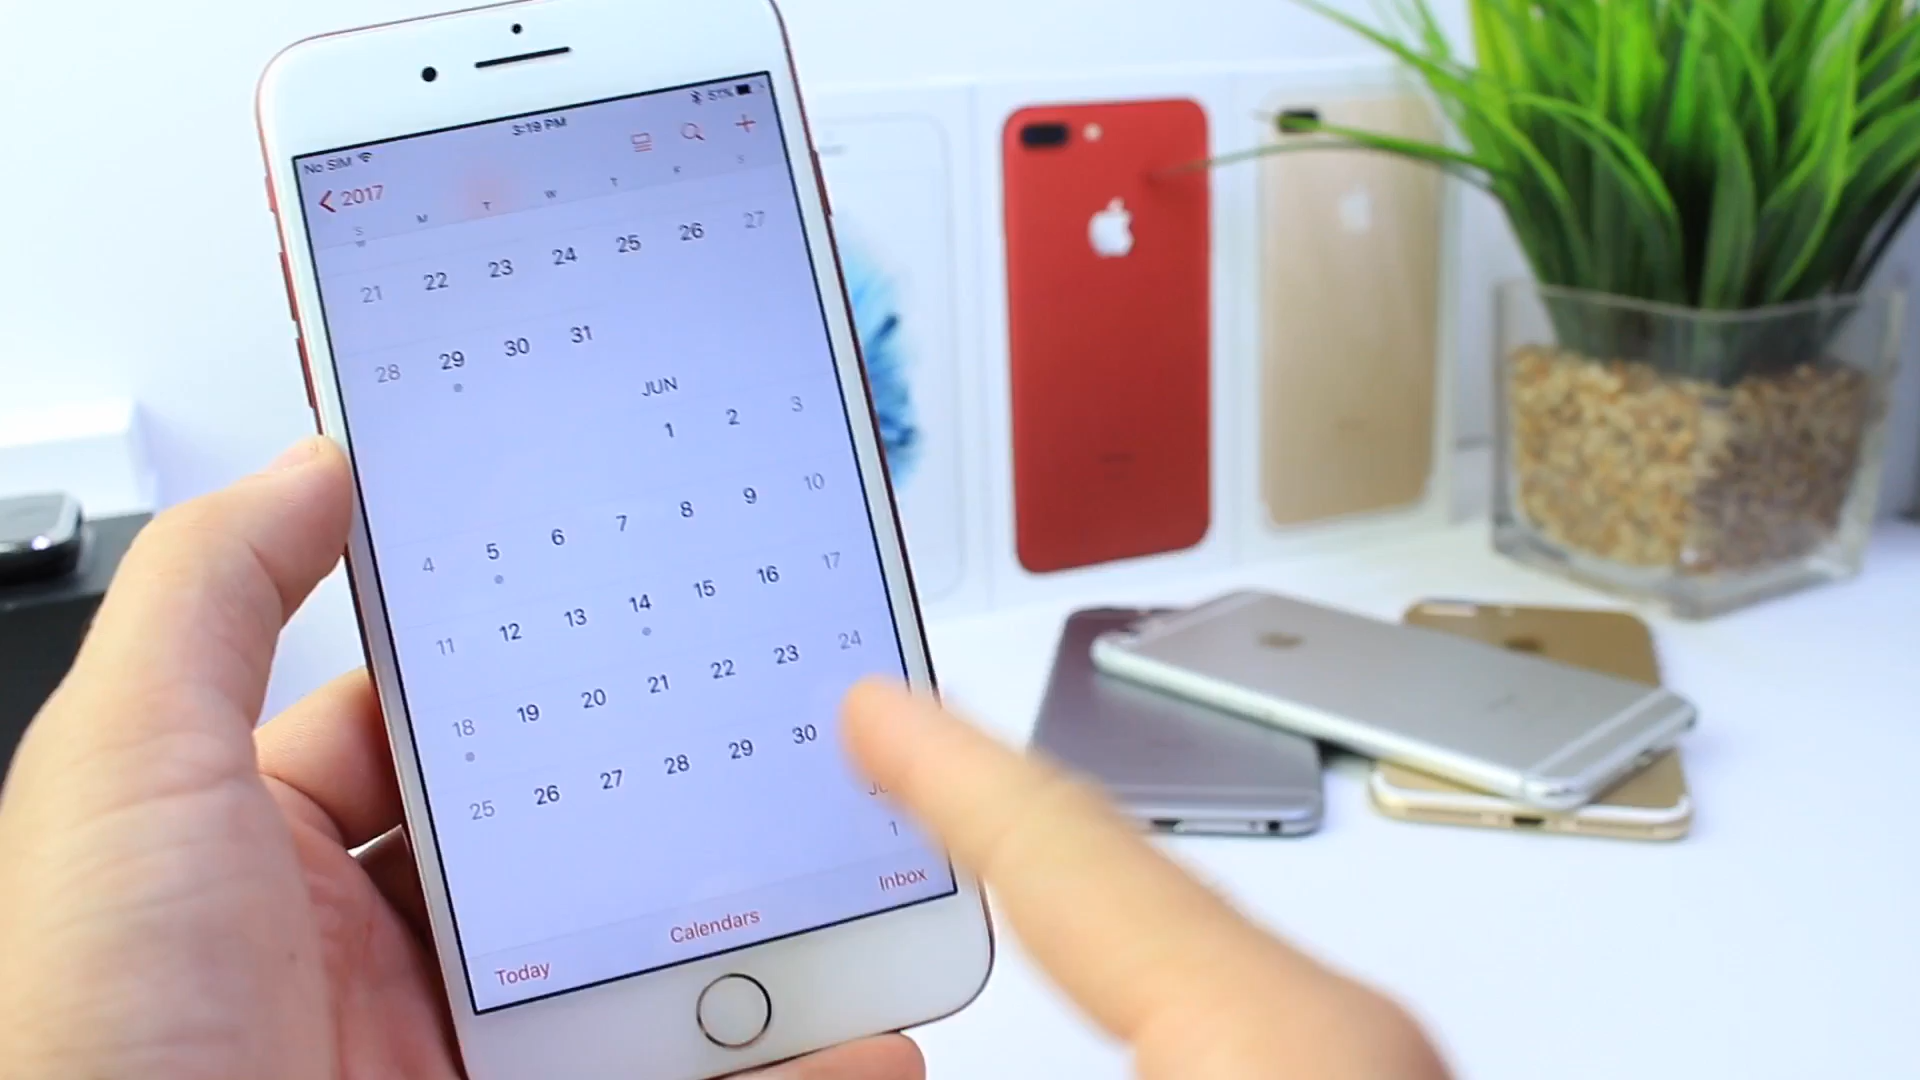 No SIM 3:19 PM 51%
2017
S M T W T F S
21 22 23 24 25 26 27
28 29 30 31
JUN
1 2 3
4 5 6 7 8 9 10
11 12 13 14 15 16 17
18 19 20 21 22 23 24
25 26 27 28 29 30
1
Today Calendars Inbox